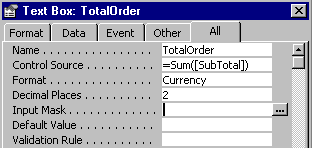 Text Box: TotalOrder
Format Data Event Other All
Name . . . . . . . . . . . . . . . . TotalOrder
Control Source . . . . . . . . . =Sum([SubTotal])
Format . . . . . . . . . . . . . . . Currency
Decimal Places . . . . . . . . . 2
Input Mask . . . . . . . . . . . . ...
Default Value . . . . . . . . . .
Validation Rule . . . . . . . . .